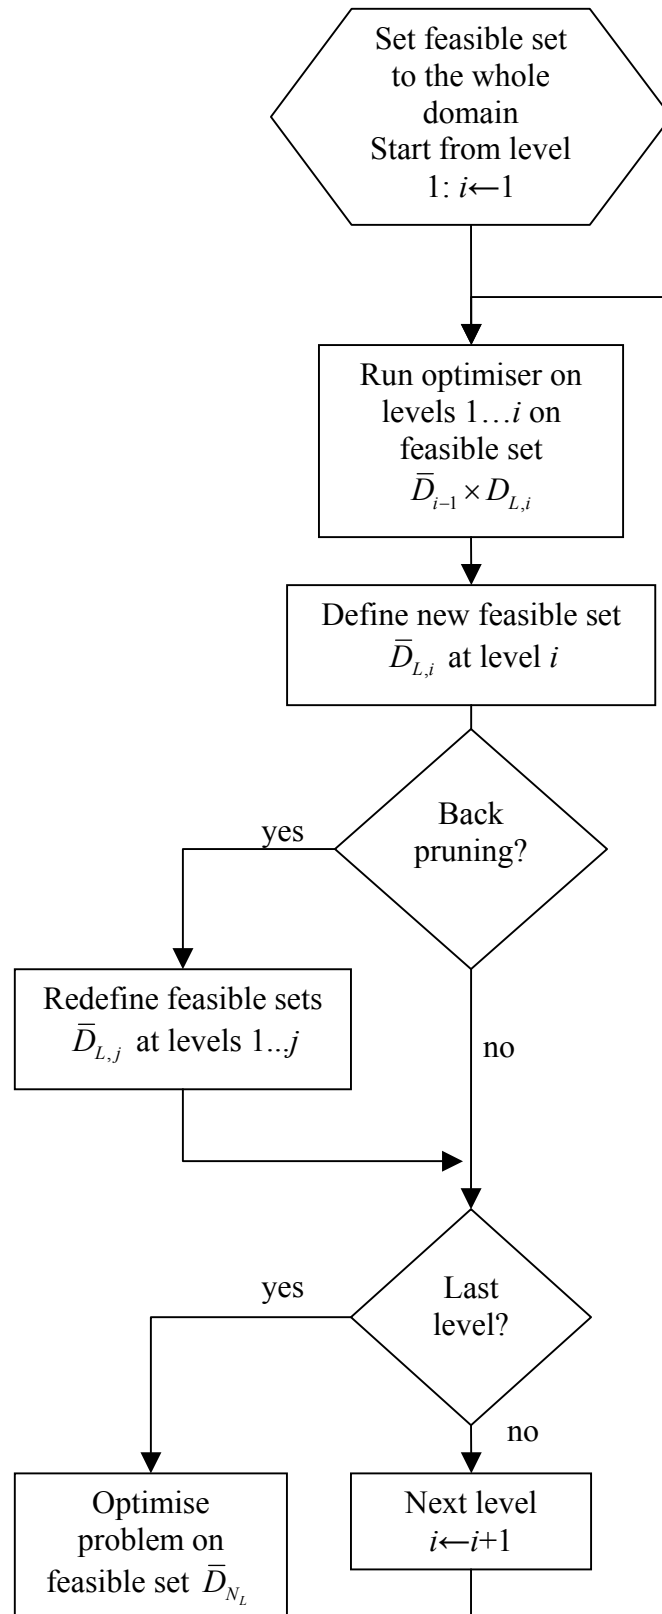 Set feasible set
to the whole
domain
Start from level
1: i←1
Run optimiser on
levels 1…i on
feasible set
D̅ᵢ₋₁ × D_{L,i}
Define new feasible set
D̅_{L,i} at level i
Back
pruning?
yes
Redefine feasible sets
D̅_{L,j} at levels 1...j
no
Last
level?
yes
no
Optimise
problem on
feasible set D̅_{N_L}
Next level
i←i+1